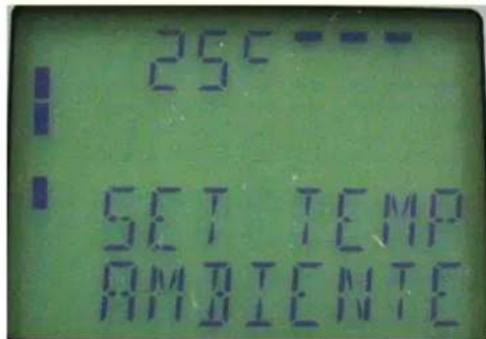 25c ---
SET TEMP
AMBIENTE